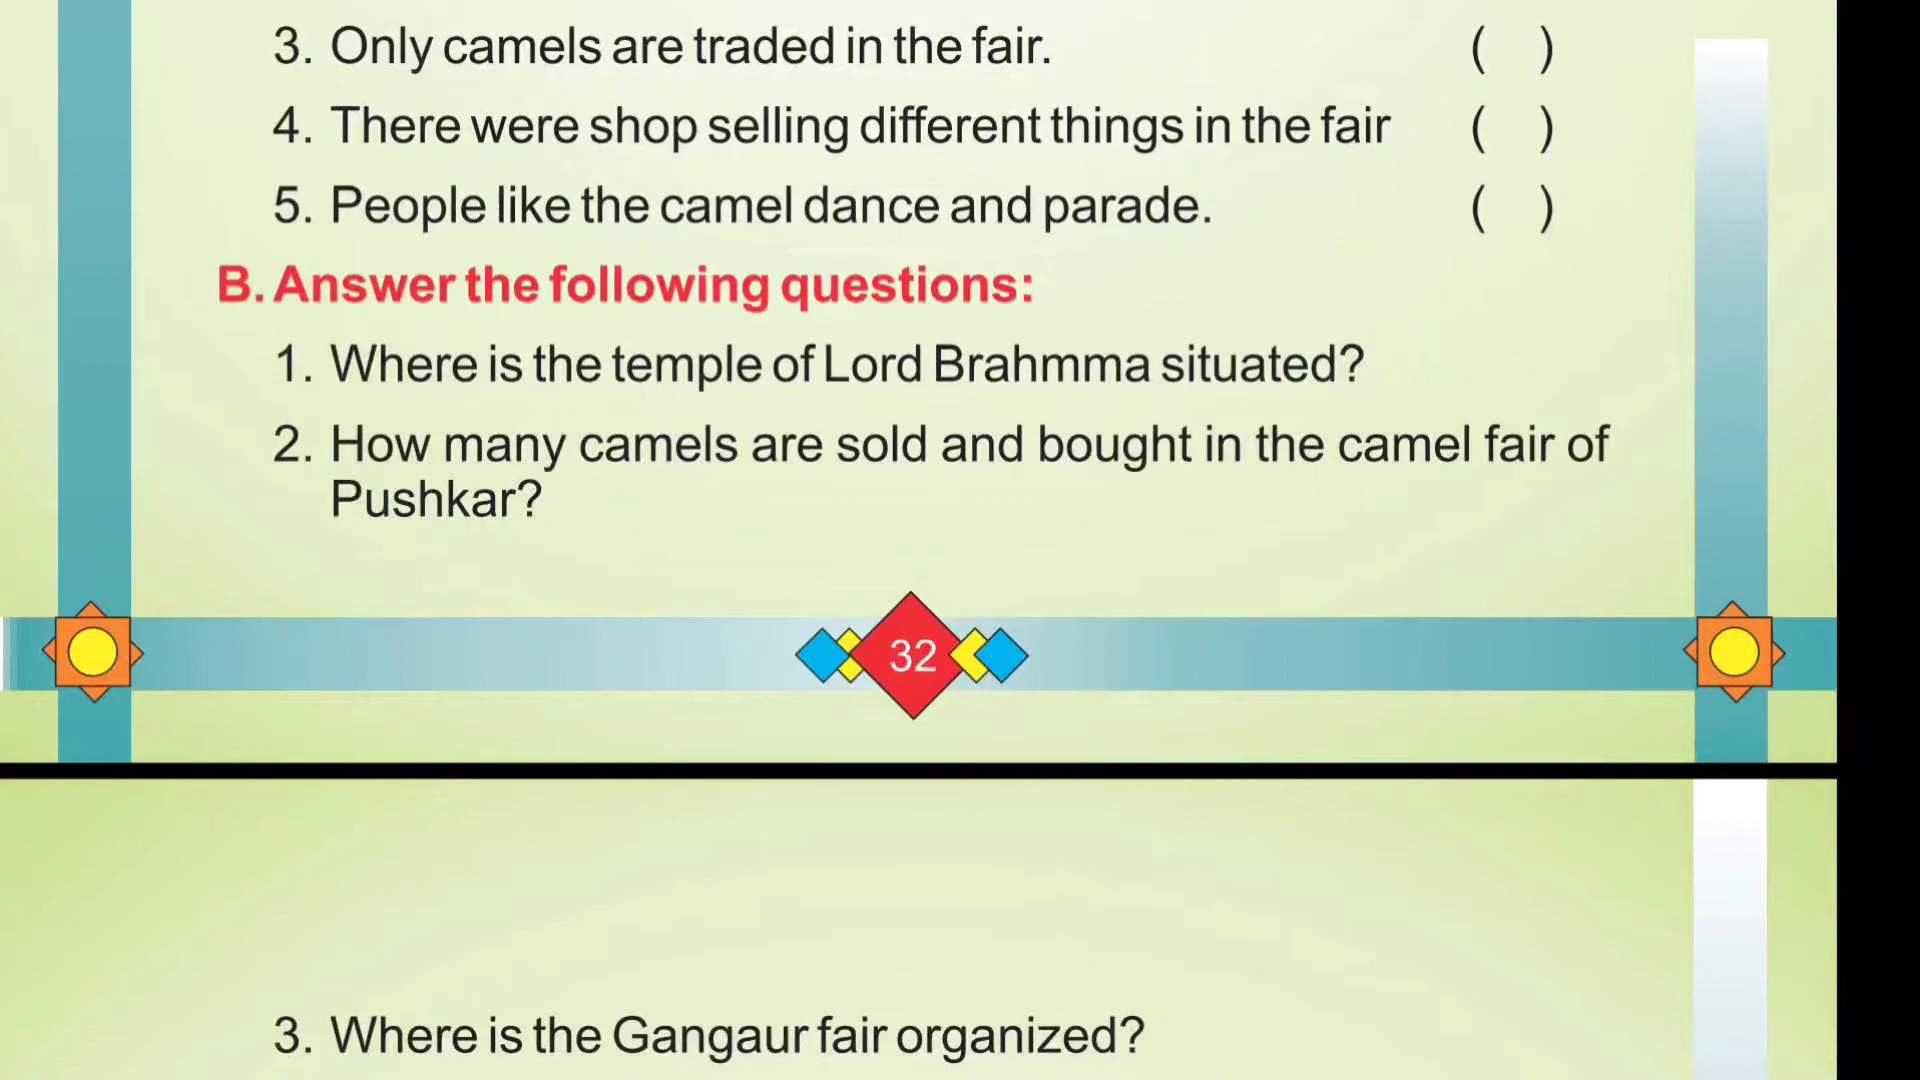 3. Only camels are traded in the fair. ( )
4. There were shop selling different things in the fair ( )
5. People like the camel dance and parade. ( )
B. Answer the following questions:
1. Where is the temple of Lord Brahmma situated?
2. How many camels are sold and bought in the camel fair of
Pushkar?
32
3. Where is the Gangaur fair organized?